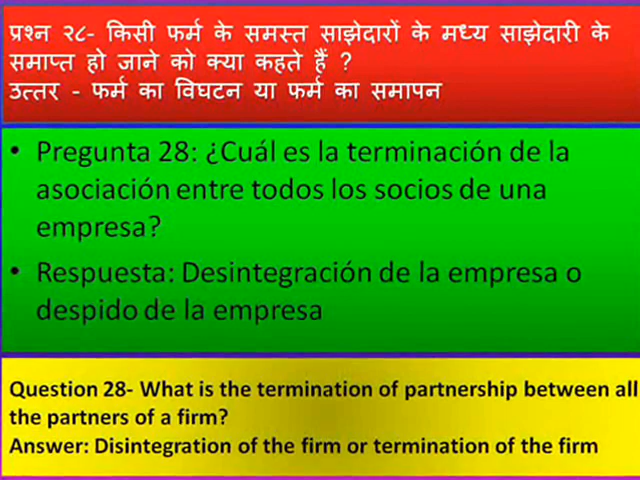 प्रश्न २८- किसी फर्म के समस्त साझेदारों के मध्य साझेदारी के
समाप्त हो जाने को क्या कहते हैं ?
उत्तर - फर्म का विघटन या फर्म का समापन
• Pregunta 28: ¿Cuál es la terminación de la
asociación entre todos los socios de una
empresa?
• Respuesta: Desintegración de la empresa o
despido de la empresa
Question 28- What is the termination of partnership between all
the partners of a firm?
Answer: Disintegration of the firm or termination of the firm